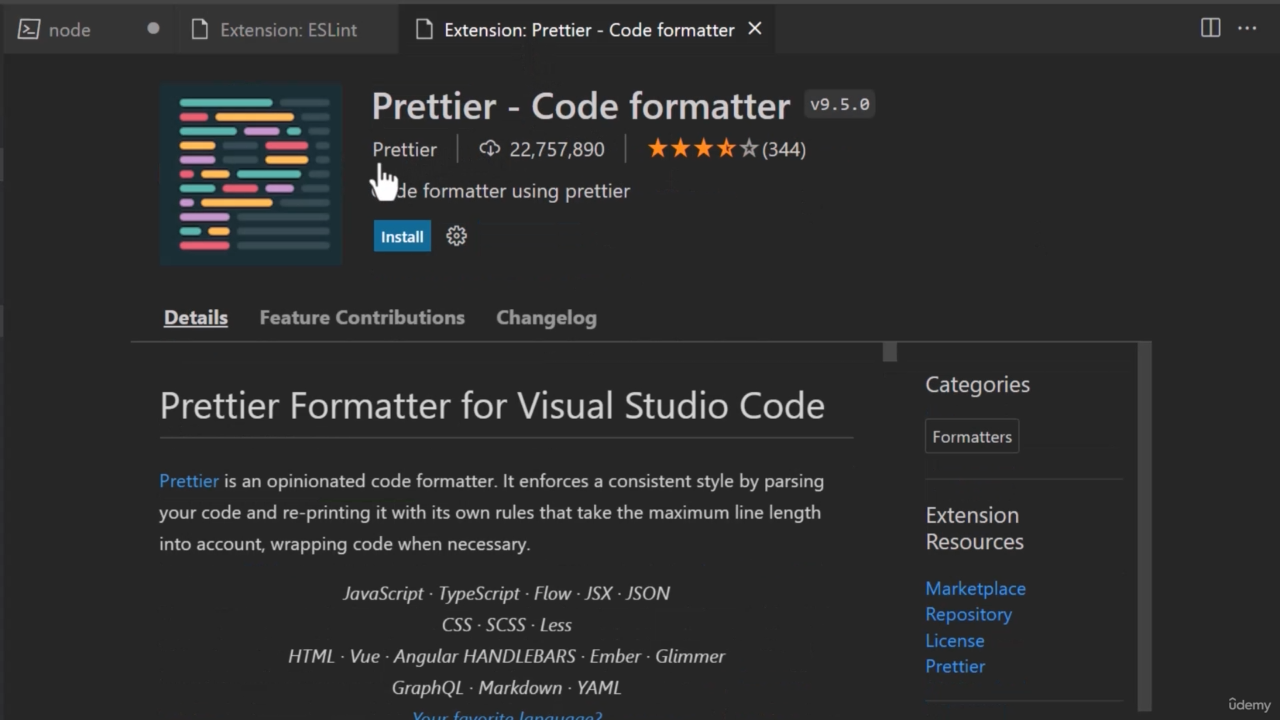 node
Extension: ESLint
Extension: Prettier - Code formatter
Prettier - Code formatter v9.5.0
Prettier 22,757,890 (344)
formatter using prettier
Install
Details Feature Contributions Changelog
Prettier Formatter for Visual Studio Code
Prettier is an opinionated code formatter. It enforces a consistent style by parsing
your code and re-printing it with its own rules that take the maximum line length
into account, wrapping code when necessary.
JavaScript · TypeScript · Flow · JSX · JSON
CSS · SCSS · Less
HTML · Vue · Angular HANDLEBARS · Ember · Glimmer
GraphQL · Markdown · YAML
Your favorite language?
Categories
Formatters
Extension
Resources
Marketplace
Repository
License
Prettier
ûdemy